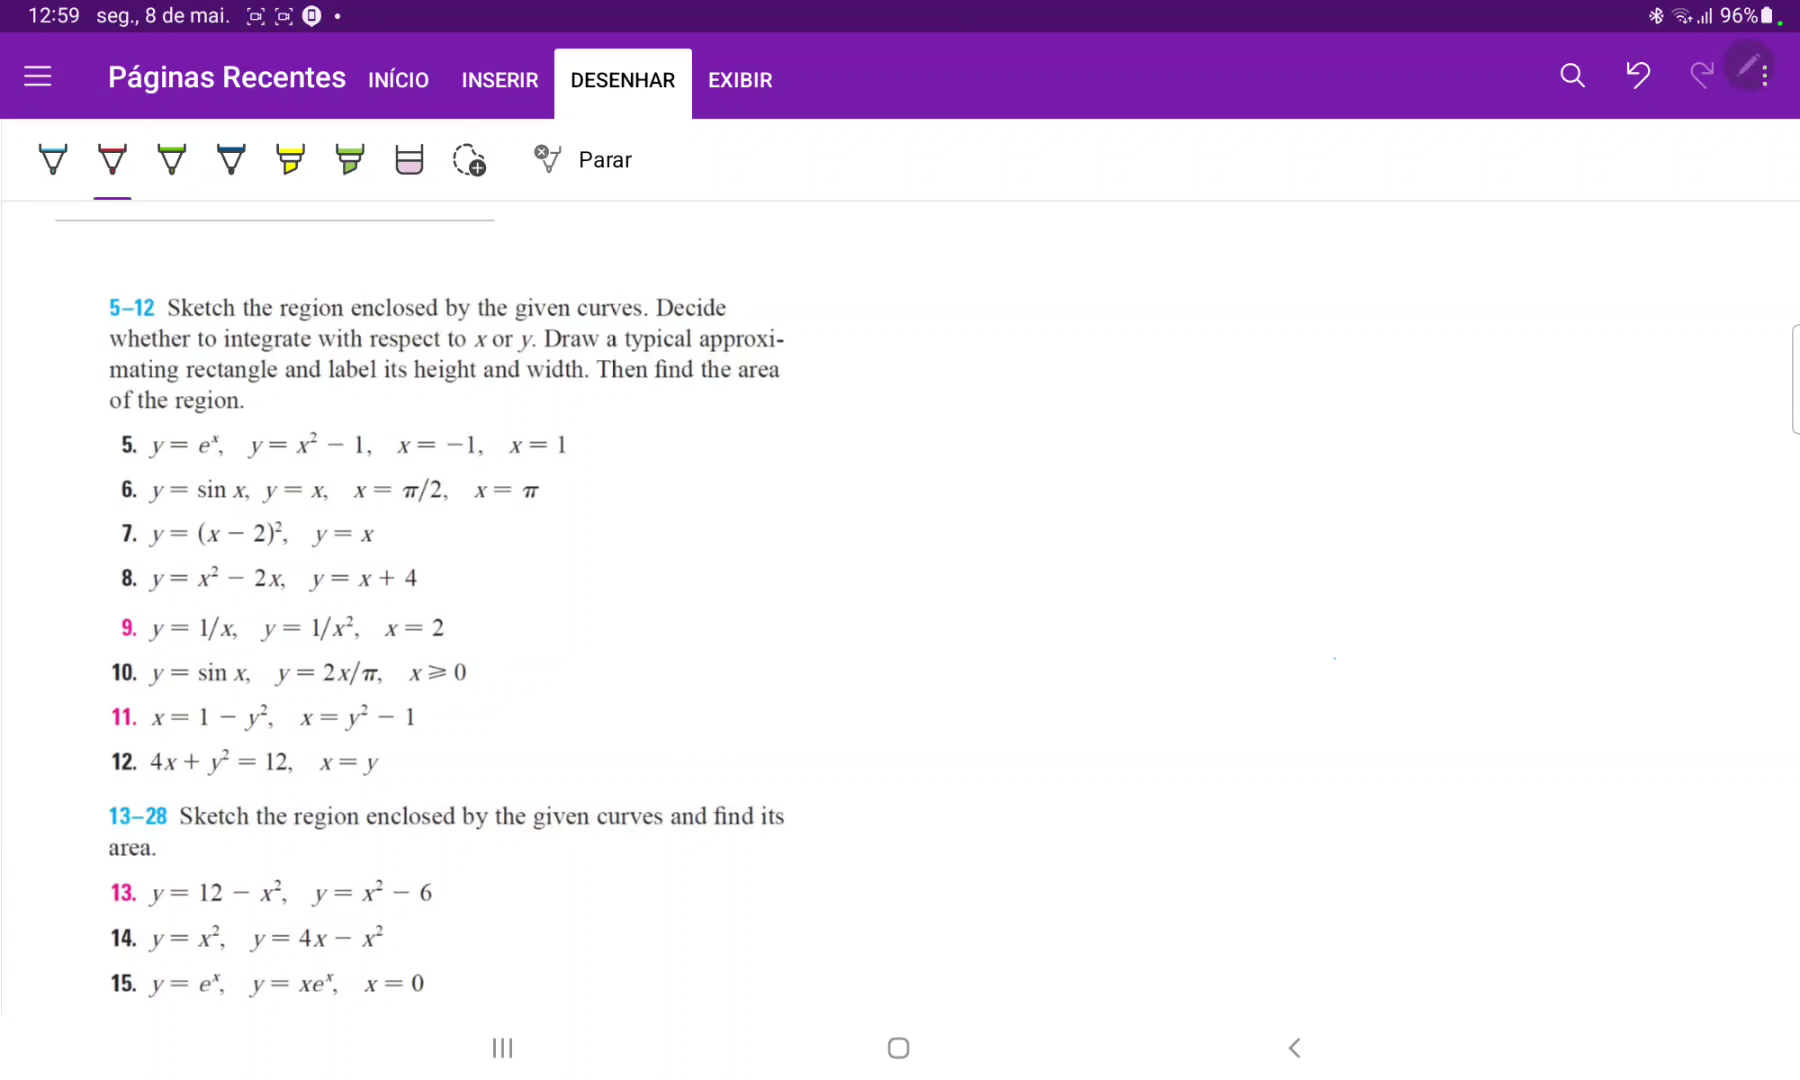 12:59 seg., 8 de mai. •
96%
Páginas Recentes INÍCIO INSERIR DESENHAR EXIBIR
Parar
5–12 Sketch the region enclosed by the given curves. Decide
whether to integrate with respect to x or y. Draw a typical approxi-
mating rectangle and label its height and width. Then find the area
of the region.
5. y = eˣ, y = x² − 1, x = −1, x = 1
6. y = sin x, y = x, x = π/2, x = π
7. y = (x − 2)², y = x
8. y = x² − 2x, y = x + 4
9. y = 1/x, y = 1/x², x = 2
10. y = sin x, y = 2x/π, x ⩾ 0
11. x = 1 − y², x = y² − 1
12. 4x + y² = 12, x = y
13–28 Sketch the region enclosed by the given curves and find its
area.
13. y = 12 − x², y = x² − 6
14. y = x², y = 4x − x²
15. y = eˣ, y = xeˣ, x = 0